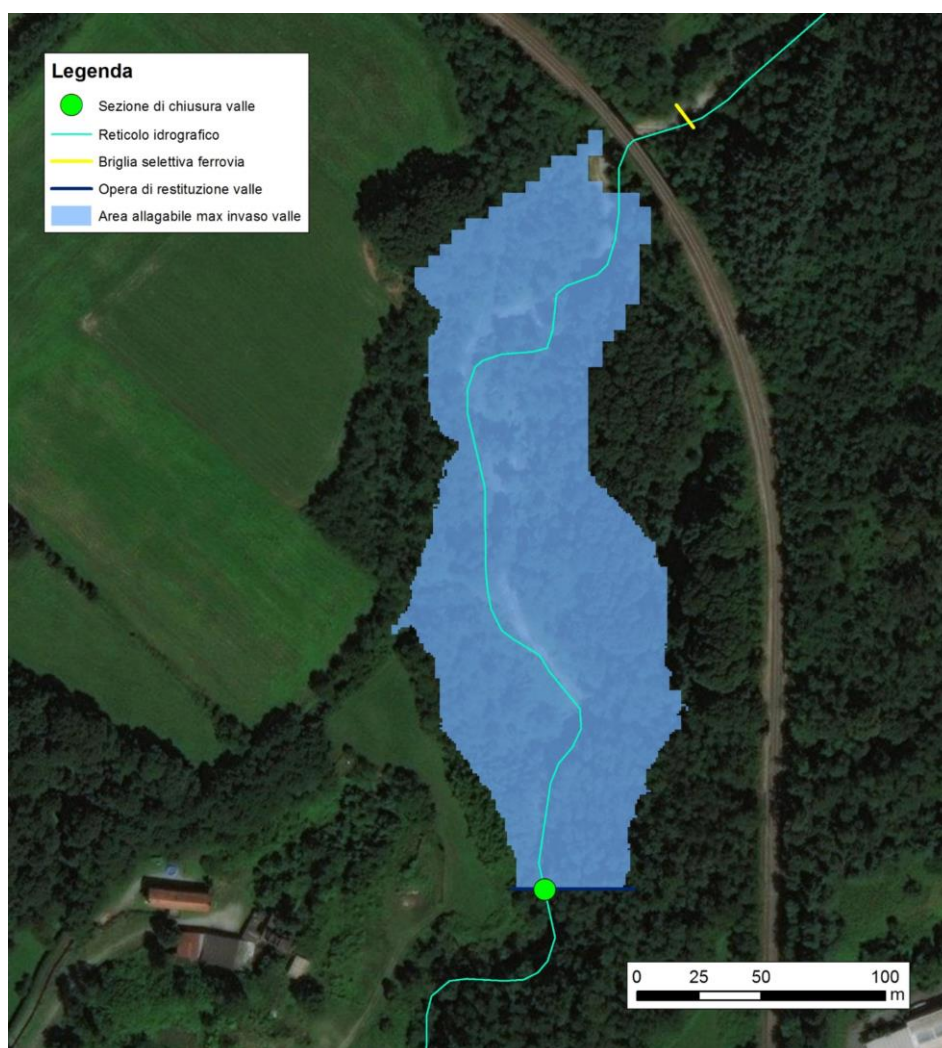 Legenda
Sezione di chiusura valle
Reticolo idrografico
Briglia selettiva ferrovia
Opera di restituzione valle
Area allagabile max invaso valle
0 25 50 100
m